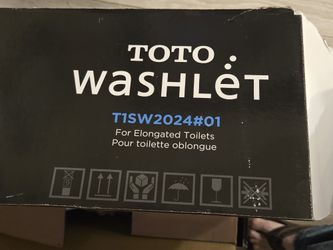 TOTO
WASHLET
T1SW2024#01
For Elongated Toilets
Pour toilette oblongue